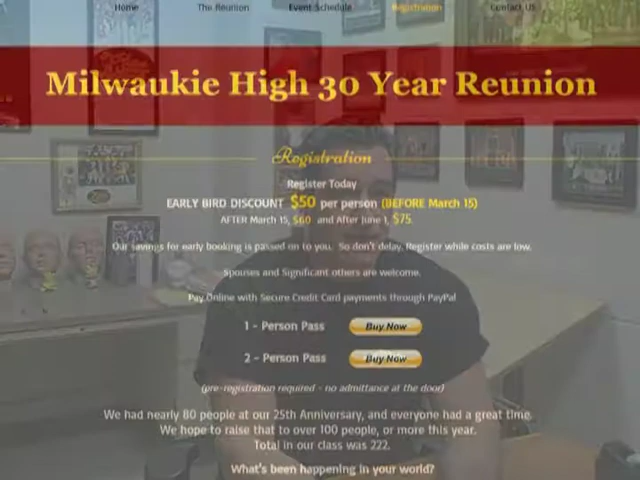 Home The Reunion Event Schedule Registration Contact Us
Milwaukie High 30 Year Reunion
Registration
Register Today
EARLY BIRD DISCOUNT $50 per person (BEFORE March 15)
AFTER March 15, $60 and After June 1, $75.
Our savings for early booking is passed on to you. So don't delay. Register while costs are low.
Spouses and Significant others are welcome.
Pay Online with Secure Credit Card payments through PayPal
1 - Person Pass Buy Now
2 - Person Pass Buy Now
(pre-registration required - no admittance at the door)
We had nearly 80 people at our 25th Anniversary, and everyone had a great time.
We hope to raise that to over 100 people, or more this year.
Total in our class was 222.
What's been happening in your world?